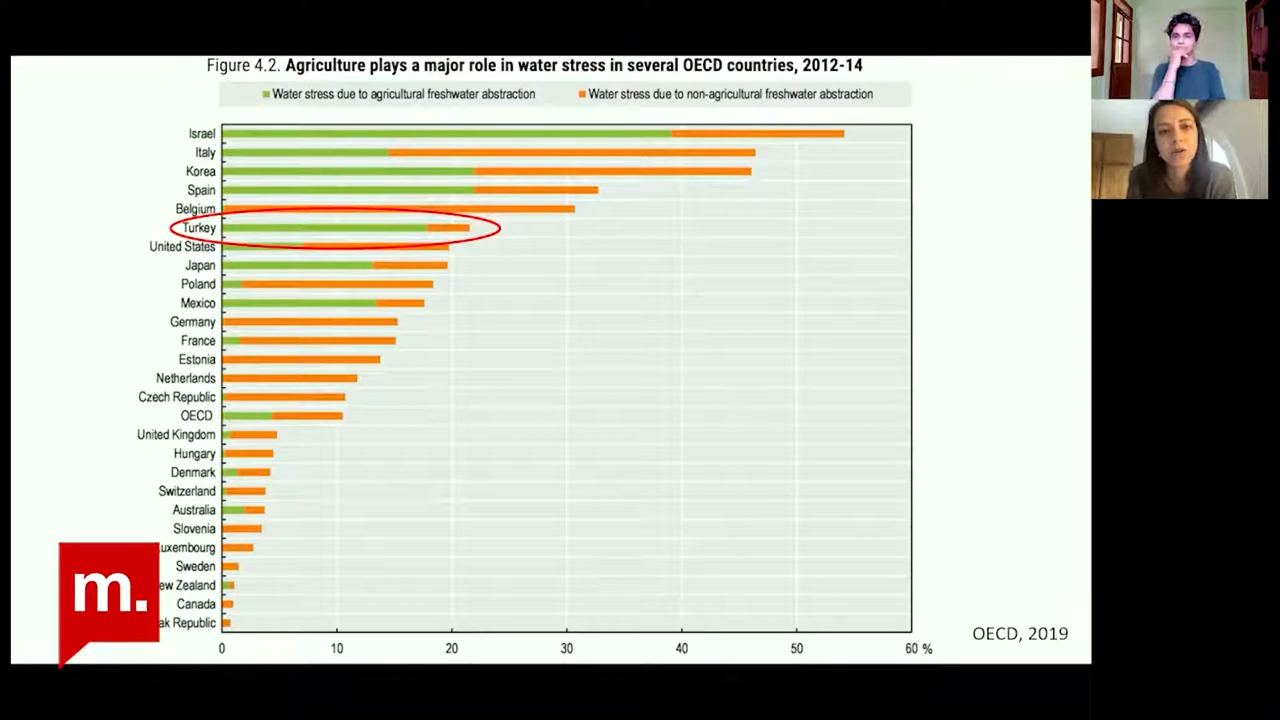 Figure 4.2. Agriculture plays a major role in water stress in several OECD countries, 2012-14
Water stress due to agricultural freshwater abstraction
Water stress due to non-agricultural freshwater abstraction
Israel
Italy
Korea
Spain
Belgium
Turkey
United States
Japan
Poland
Mexico
Germany
France
Estonia
Netherlands
Czech Republic
OECD
United Kingdom
Hungary
Denmark
Switzerland
Australia
Slovenia
uxembourg
Sweden
ew Zealand
Canada
ak Republic
0 10 20 30 40 50 60 %
OECD, 2019
m.